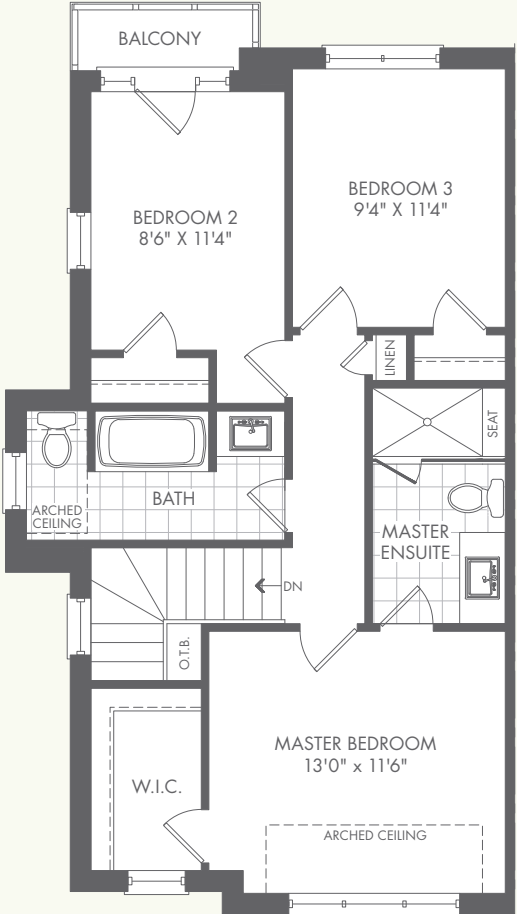 BALCONY
BEDROOM 2
8'6" X 11'4"
BEDROOM 3
9'4" X 11'4"
LINEN
SEAT
ARCHED
CEILING
BATH
MASTER
ENSUITE
DN
O.T.B.
MASTER BEDROOM
13'0" x 11'6"
W.I.C.
ARCHED CEILING